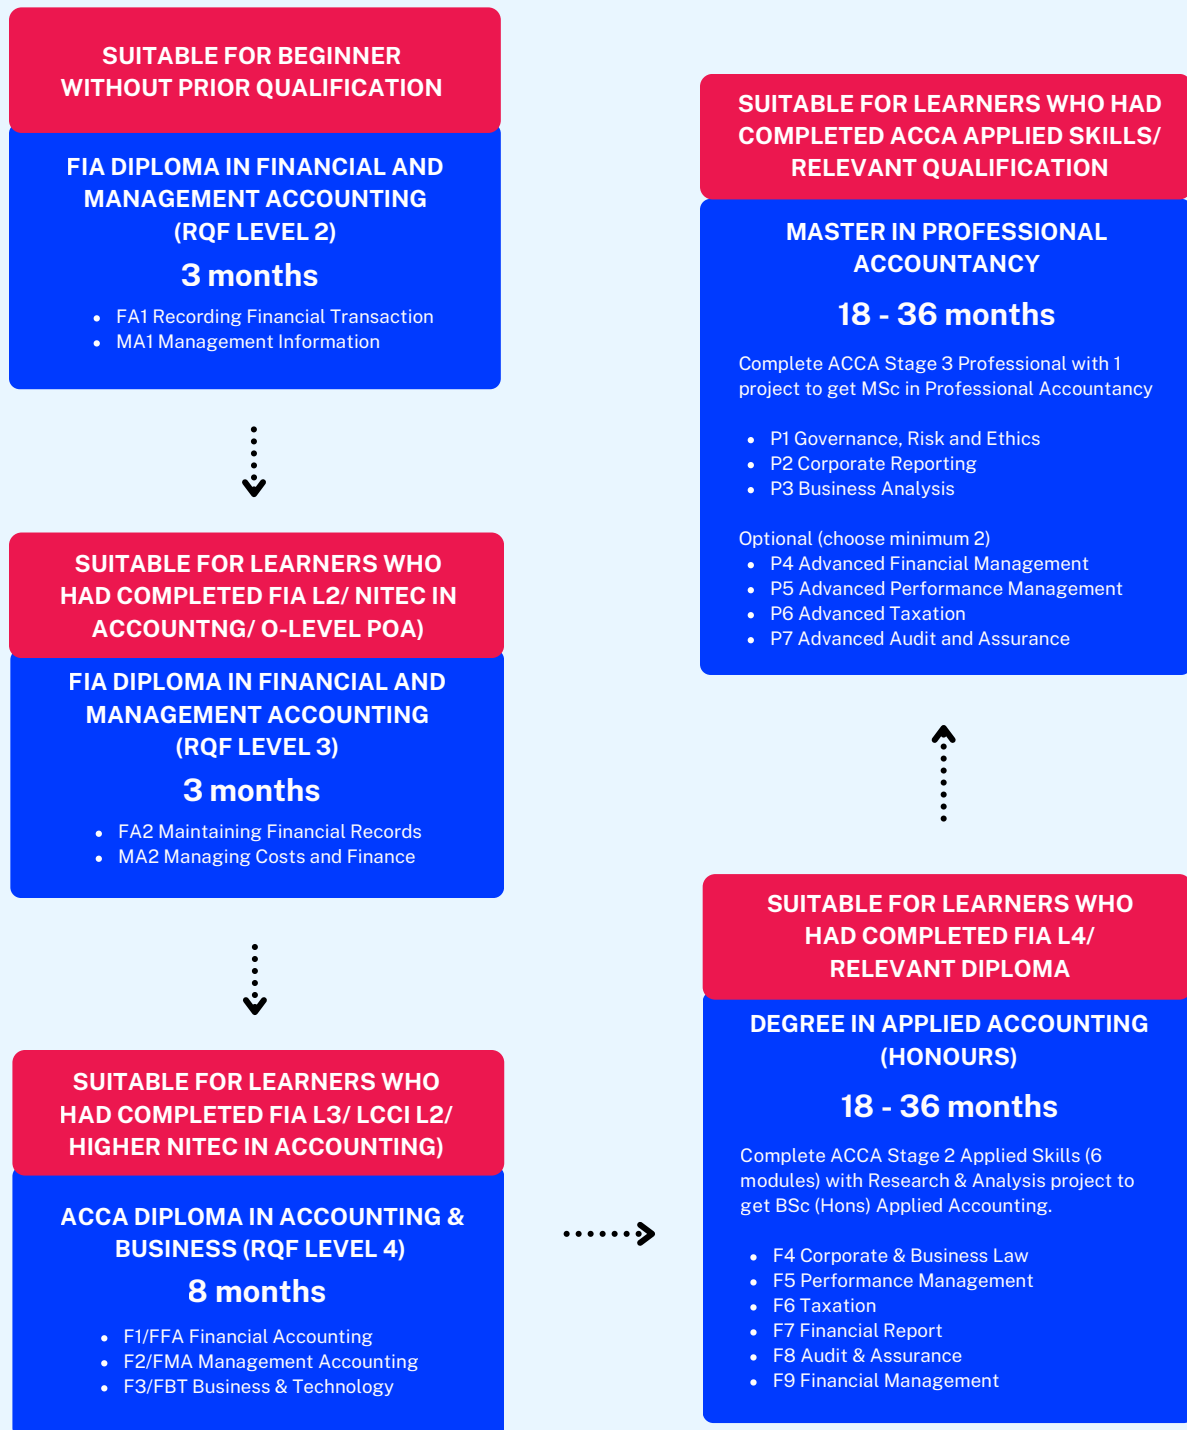 SUITABLE FOR BEGINNER
WITHOUT PRIOR QUALIFICATION
FIA DIPLOMA IN FINANCIAL AND
MANAGEMENT ACCOUNTING
(RQF LEVEL 2)
3 months
• FA1 Recording Financial Transaction
• MA1 Management Information
SUITABLE FOR LEARNERS WHO
HAD COMPLETED FIA L2/ NITEC IN
ACCOUNTNG/ O-LEVEL POA)
FIA DIPLOMA IN FINANCIAL AND
MANAGEMENT ACCOUNTING
(RQF LEVEL 3)
3 months
• FA2 Maintaining Financial Records
• MA2 Managing Costs and Finance
SUITABLE FOR LEARNERS WHO
HAD COMPLETED FIA L3/ LCCI L2/
HIGHER NITEC IN ACCOUNTING)
ACCA DIPLOMA IN ACCOUNTING &
BUSINESS (RQF LEVEL 4)
8 months
• F1/FFA Financial Accounting
• F2/FMA Management Accounting
• F3/FBT Business & Technology
SUITABLE FOR LEARNERS WHO
HAD COMPLETED FIA L4/
RELEVANT DIPLOMA
DEGREE IN APPLIED ACCOUNTING
(HONOURS)
18 - 36 months
Complete ACCA Stage 2 Applied Skills (6
modules) with Research & Analysis project to
get BSc (Hons) Applied Accounting.
• F4 Corporate & Business Law
• F5 Performance Management
• F6 Taxation
• F7 Financial Report
• F8 Audit & Assurance
• F9 Financial Management
SUITABLE FOR LEARNERS WHO HAD
COMPLETED ACCA APPLIED SKILLS/
RELEVANT QUALIFICATION
MASTER IN PROFESSIONAL
ACCOUNTANCY
18 - 36 months
Complete ACCA Stage 3 Professional with 1
project to get MSc in Professional Accountancy
• P1 Governance, Risk and Ethics
• P2 Corporate Reporting
• P3 Business Analysis
Optional (choose minimum 2)
• P4 Advanced Financial Management
• P5 Advanced Performance Management
• P6 Advanced Taxation
• P7 Advanced Audit and Assurance